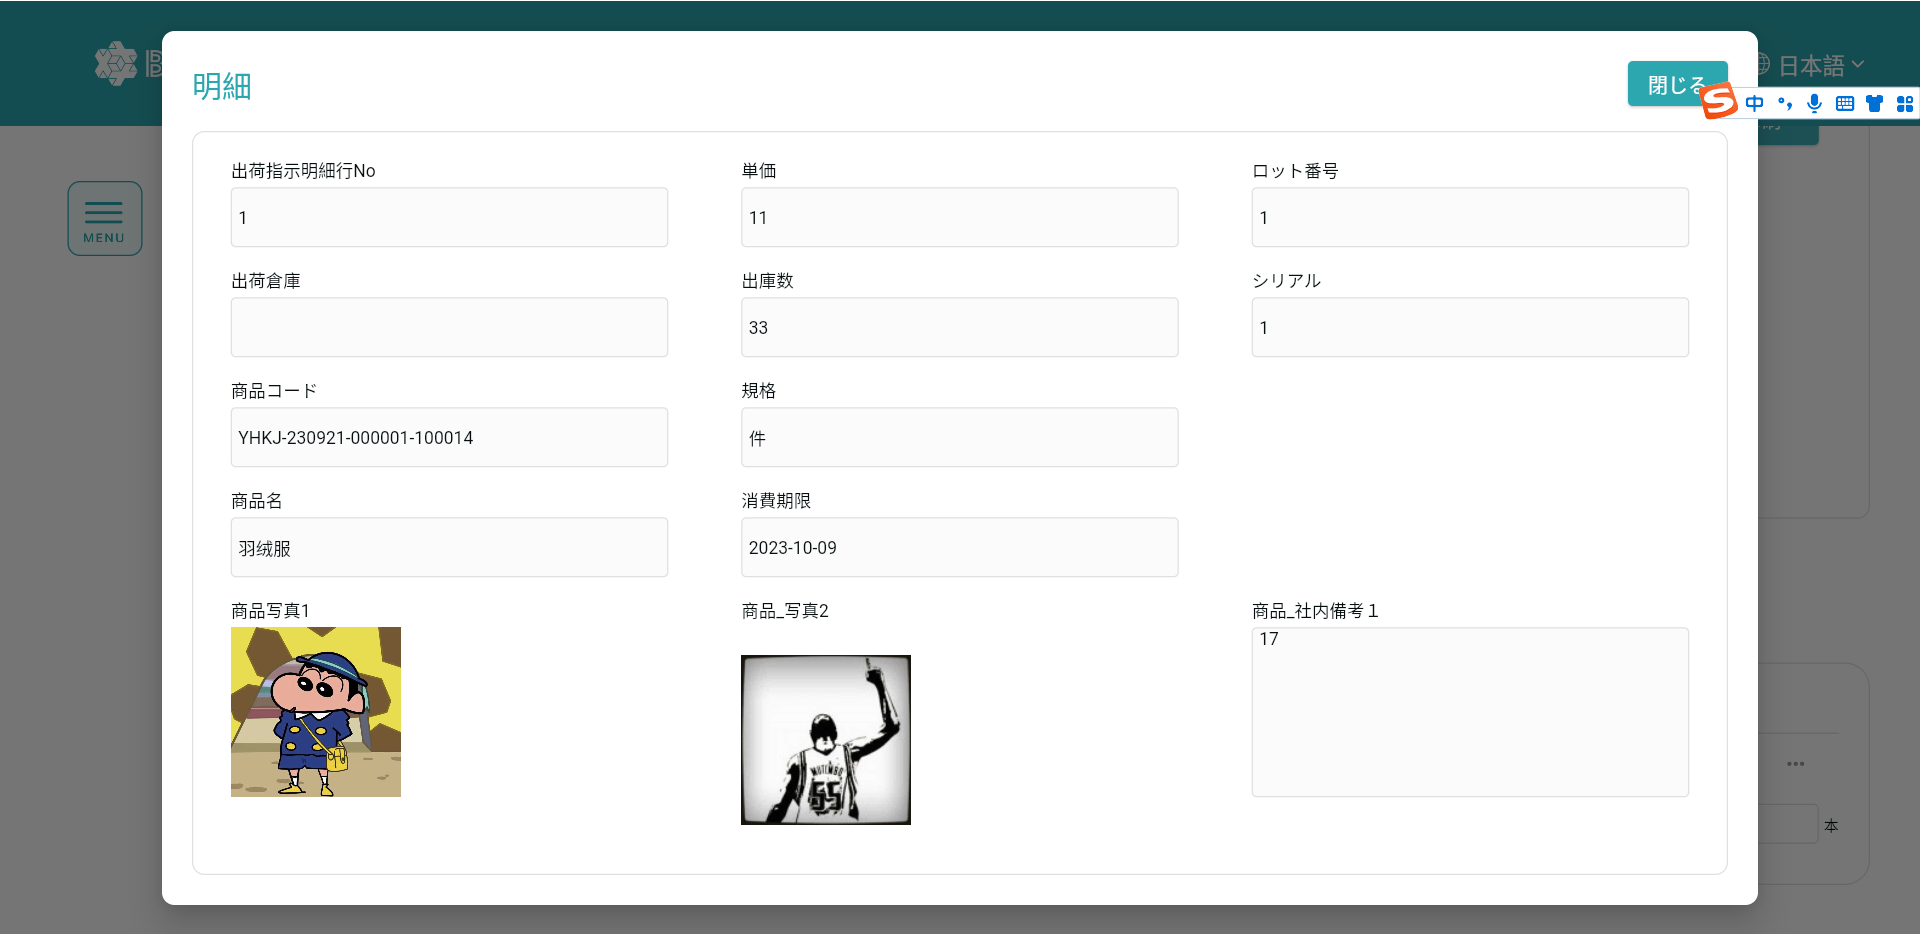 日本語
明細
閉じる
中
MENU
出荷指示明細行No
単価
ロット番号
1
11
1
出荷倉庫
出庫数
シリアル
33
1
商品コード
規格
YHKJ-230921-000001-100014
件
商品名
消費期限
羽绒服
2023-10-09
商品写真1
商品_写真2
商品_社内備考１
17
MUTOMBO
55
...
本